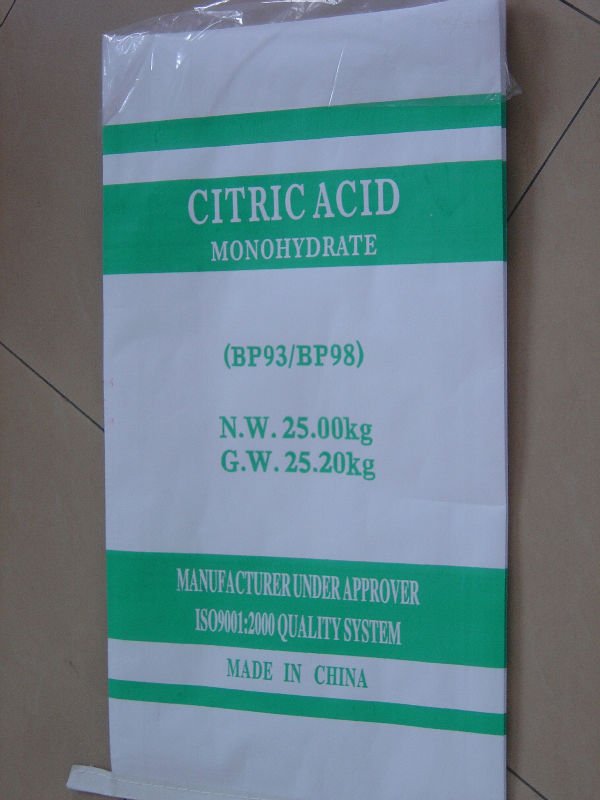 CITRIC ACID
MONOHYDRATE
(BP93/BP98)
N.W. 25.00kg
G.W. 25.20kg
MANUFACTURER UNDER APPROVER
ISO9001:2000 QUALITY SYSTEM
MADE IN CHINA